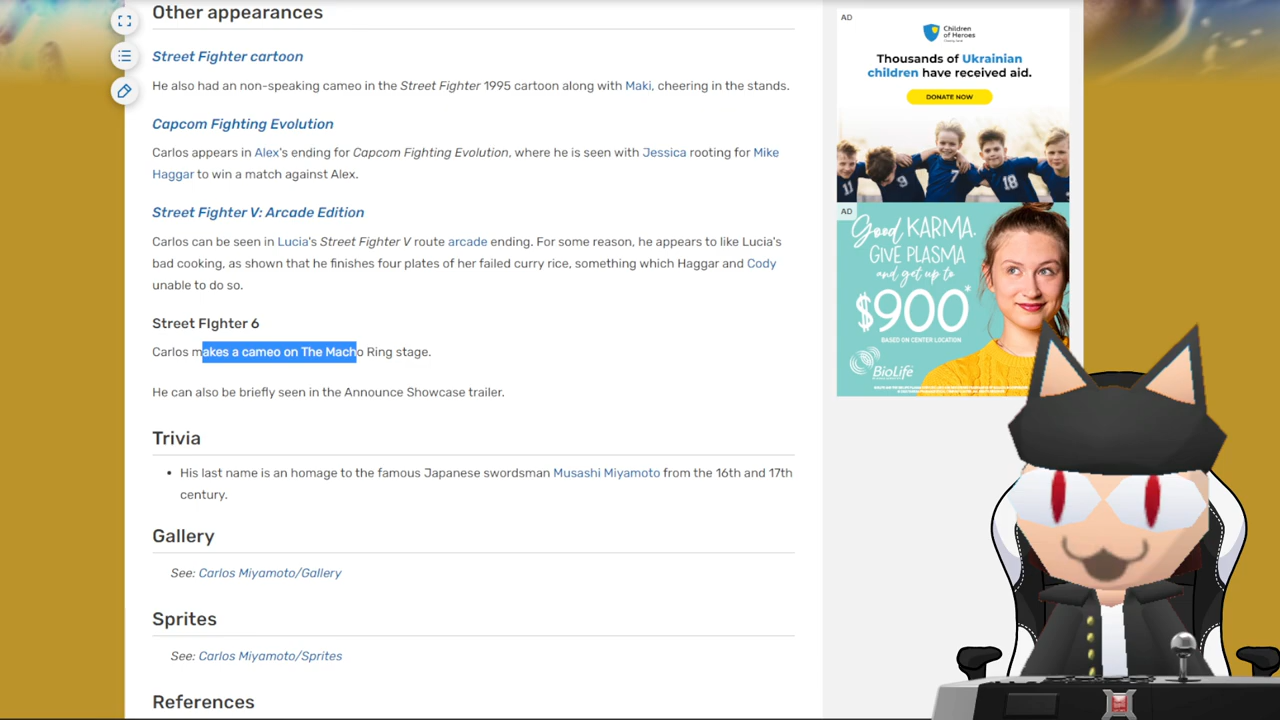 Other appearances
Street Fighter cartoon
He also had an non-speaking cameo in the Street Fighter 1995 cartoon along with Maki, cheering in the stands.
Capcom Fighting Evolution
Carlos appears in Alex's ending for Capcom Fighting Evolution, where he is seen with Jessica rooting for Mike
Haggar to win a match against Alex.
Street Fighter V: Arcade Edition
Carlos can be seen in Lucia's Street Fighter V route arcade ending. For some reason, he appears to like Lucia's
bad cooking, as shown that he finishes four plates of her failed curry rice, something which Haggar and Cody
unable to do so.
Street FIghter 6
Carlos makes a cameo on The Macho Ring stage.
He can also be briefly seen in the Announce Showcase trailer.
Trivia
• His last name is an homage to the famous Japanese swordsman Musashi Miyamoto from the 16th and 17th
century.
Gallery
See: Carlos Miyamoto/Gallery
Sprites
See: Carlos Miyamoto/Sprites
References
AD
Children
of Heroes
Thousands of Ukrainian
children have received aid.
DONATE NOW
11 9 7 18
AD
Good KARMA.
GIVE PLASMA
and get up to
$900*
BASED ON CENTER LOCATION
BioLife